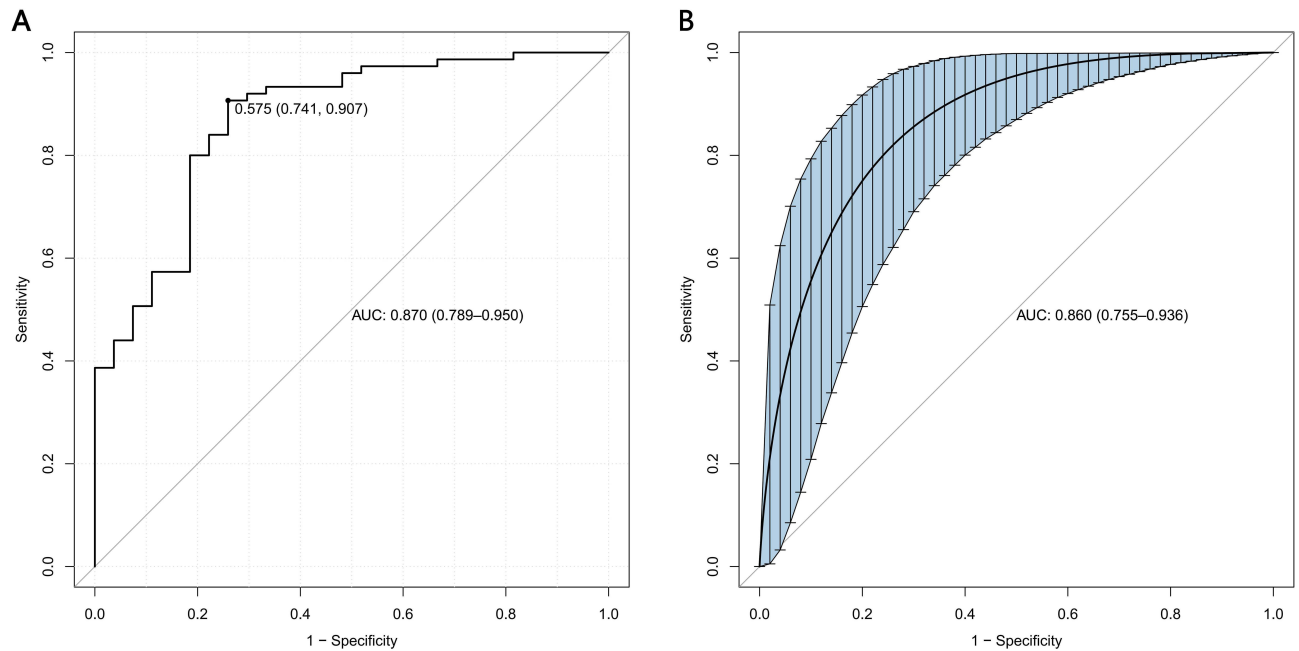 A
1.0
0.8
0.6
0.4
0.2
0.0
Sensitivity
0.575 (0.741, 0.907)
AUC: 0.870 (0.789–0.950)
0.0 0.2 0.4 0.6 0.8 1.0
1 − Specificity
B
1.0
0.8
0.6
0.4
0.2
0.0
Sensitivity
AUC: 0.860 (0.755–0.936)
0.0 0.2 0.4 0.6 0.8 1.0
1 − Specificity